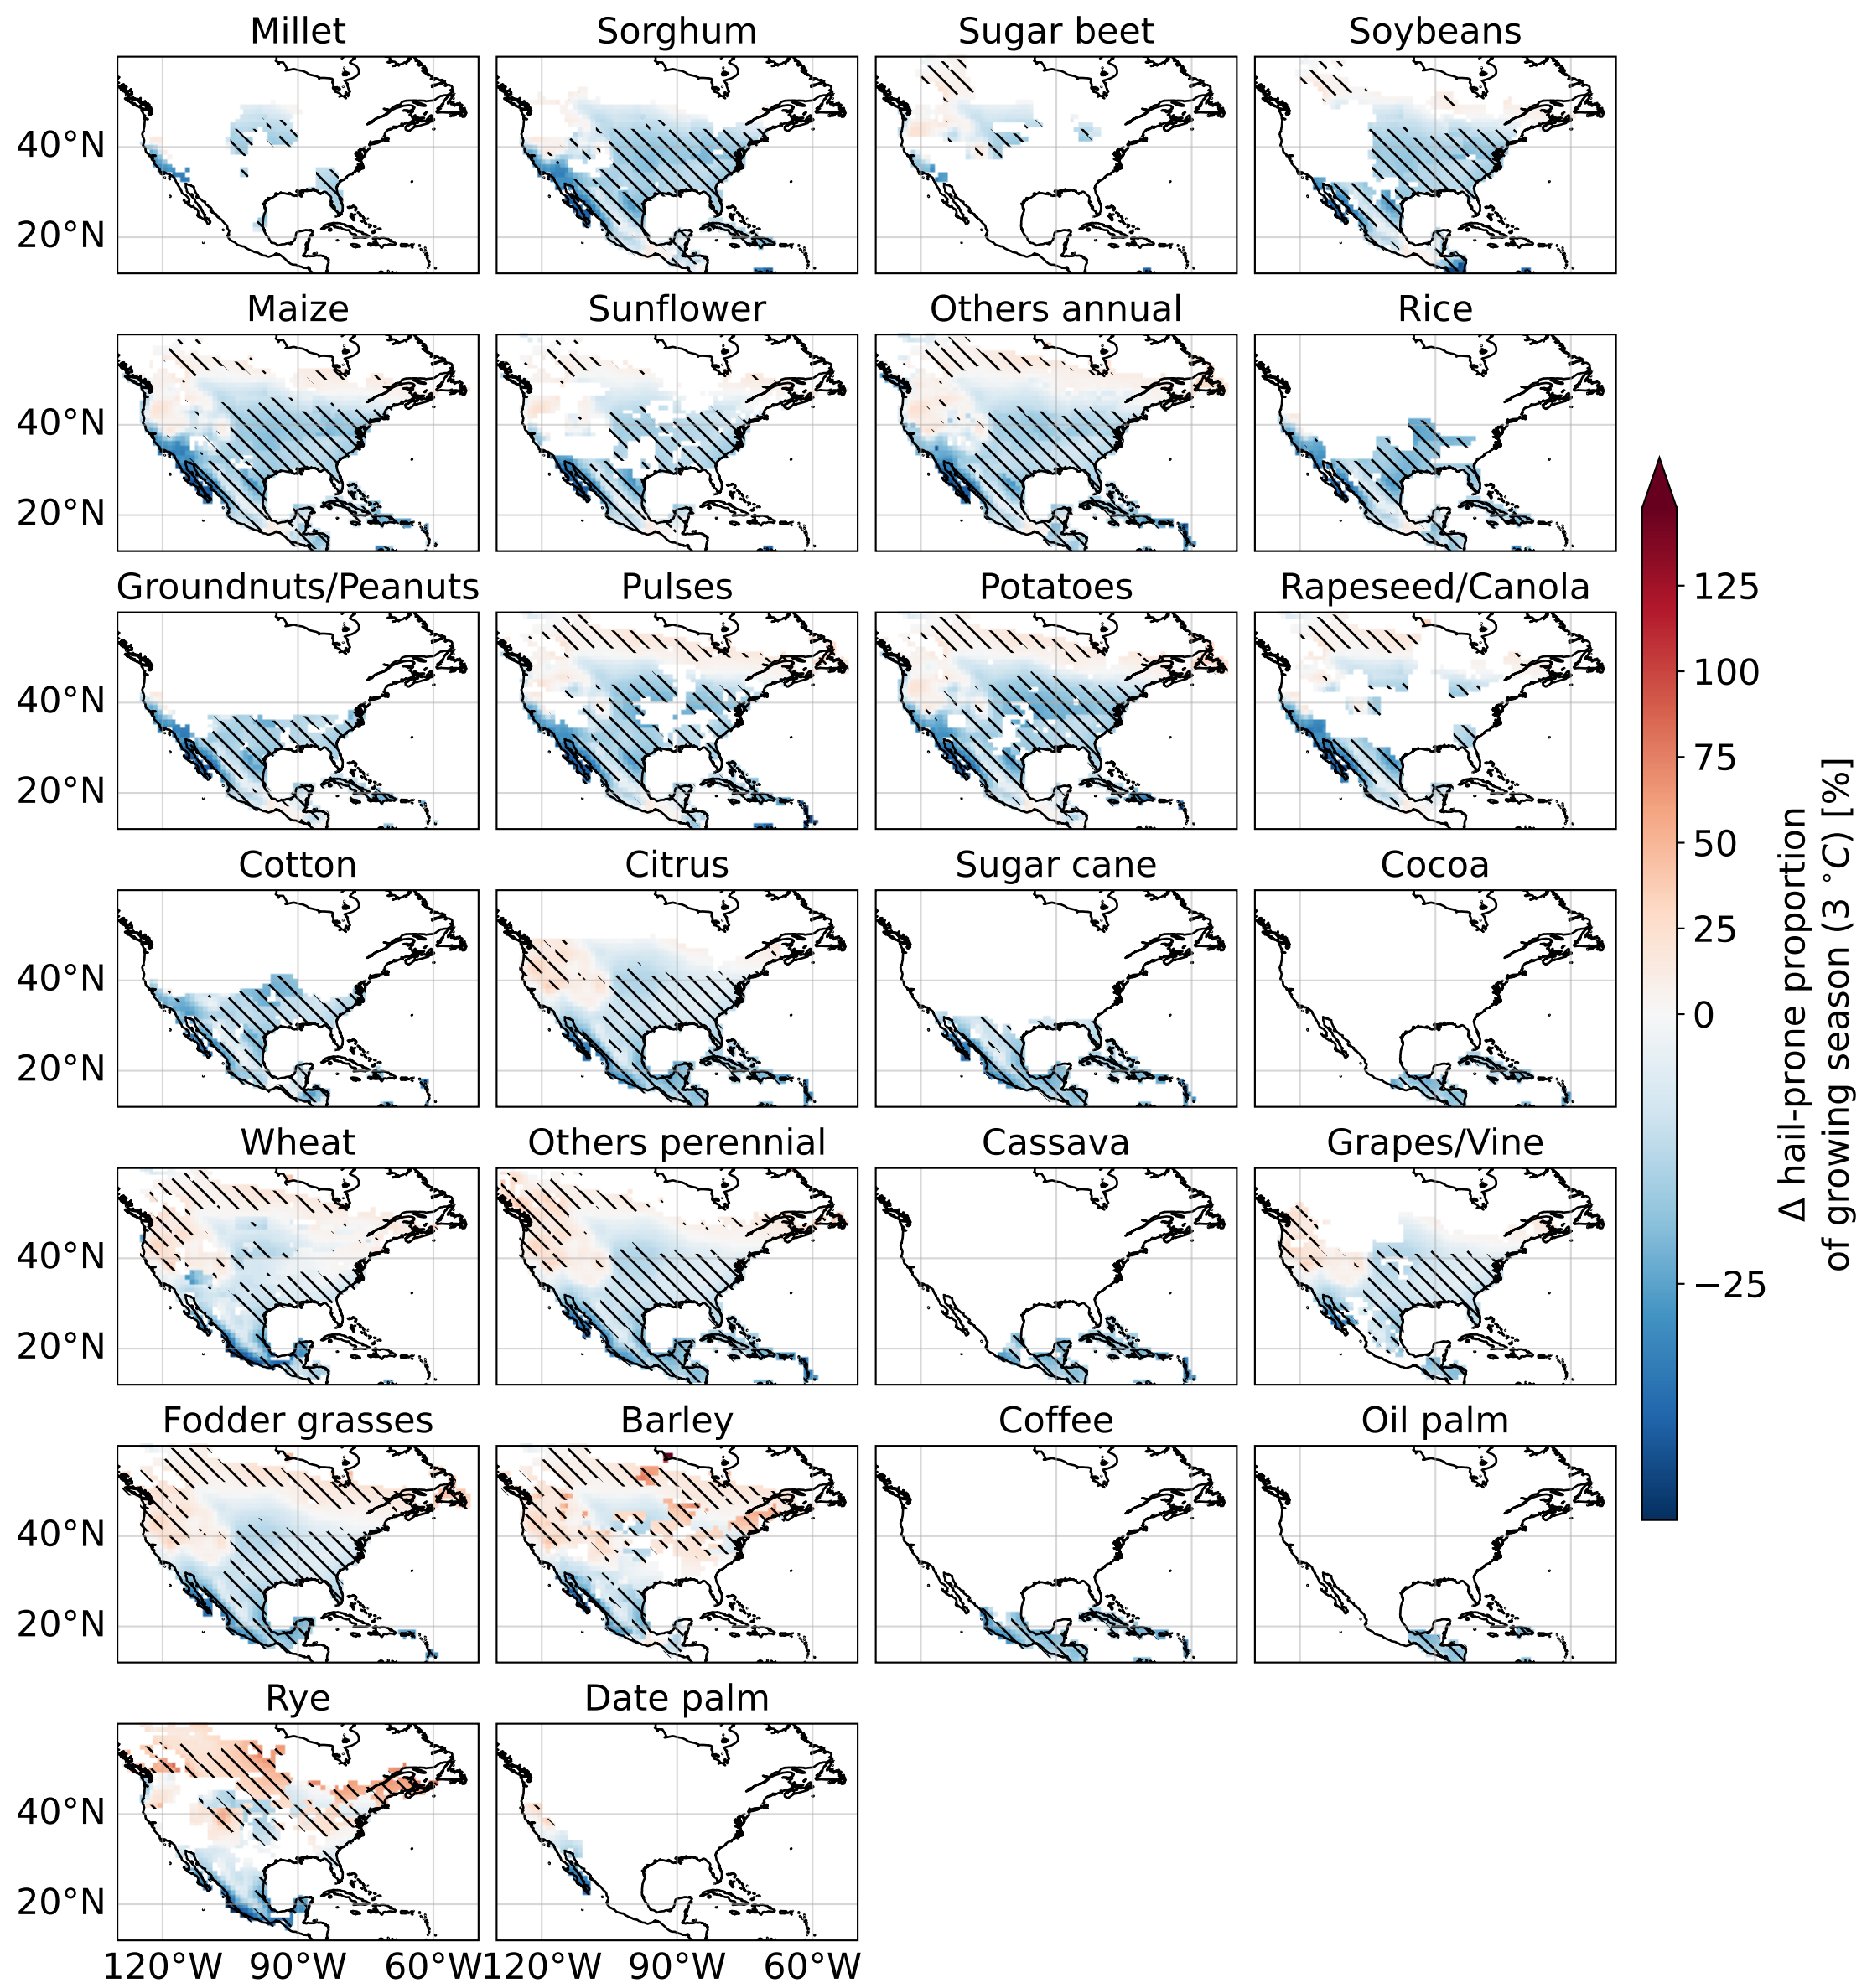 Millet Sorghum Sugar beet Soybeans
40°N
20°N
Maize Sunflower Others annual Rice
40°N
20°N
Groundnuts/Peanuts Pulses Potatoes Rapeseed/Canola
40°N
20°N
Cotton Citrus Sugar cane Cocoa
40°N
20°N
Wheat Others perennial Cassava Grapes/Vine
40°N
20°N
Fodder grasses Barley Coffee Oil palm
40°N
20°N
Rye Date palm
40°N
20°N
120°W 90°W 60°W 120°W 90°W 60°W
125
100
75
50
25
0
−25
Δ hail-prone proportion
of growing season (3 °C) [%]